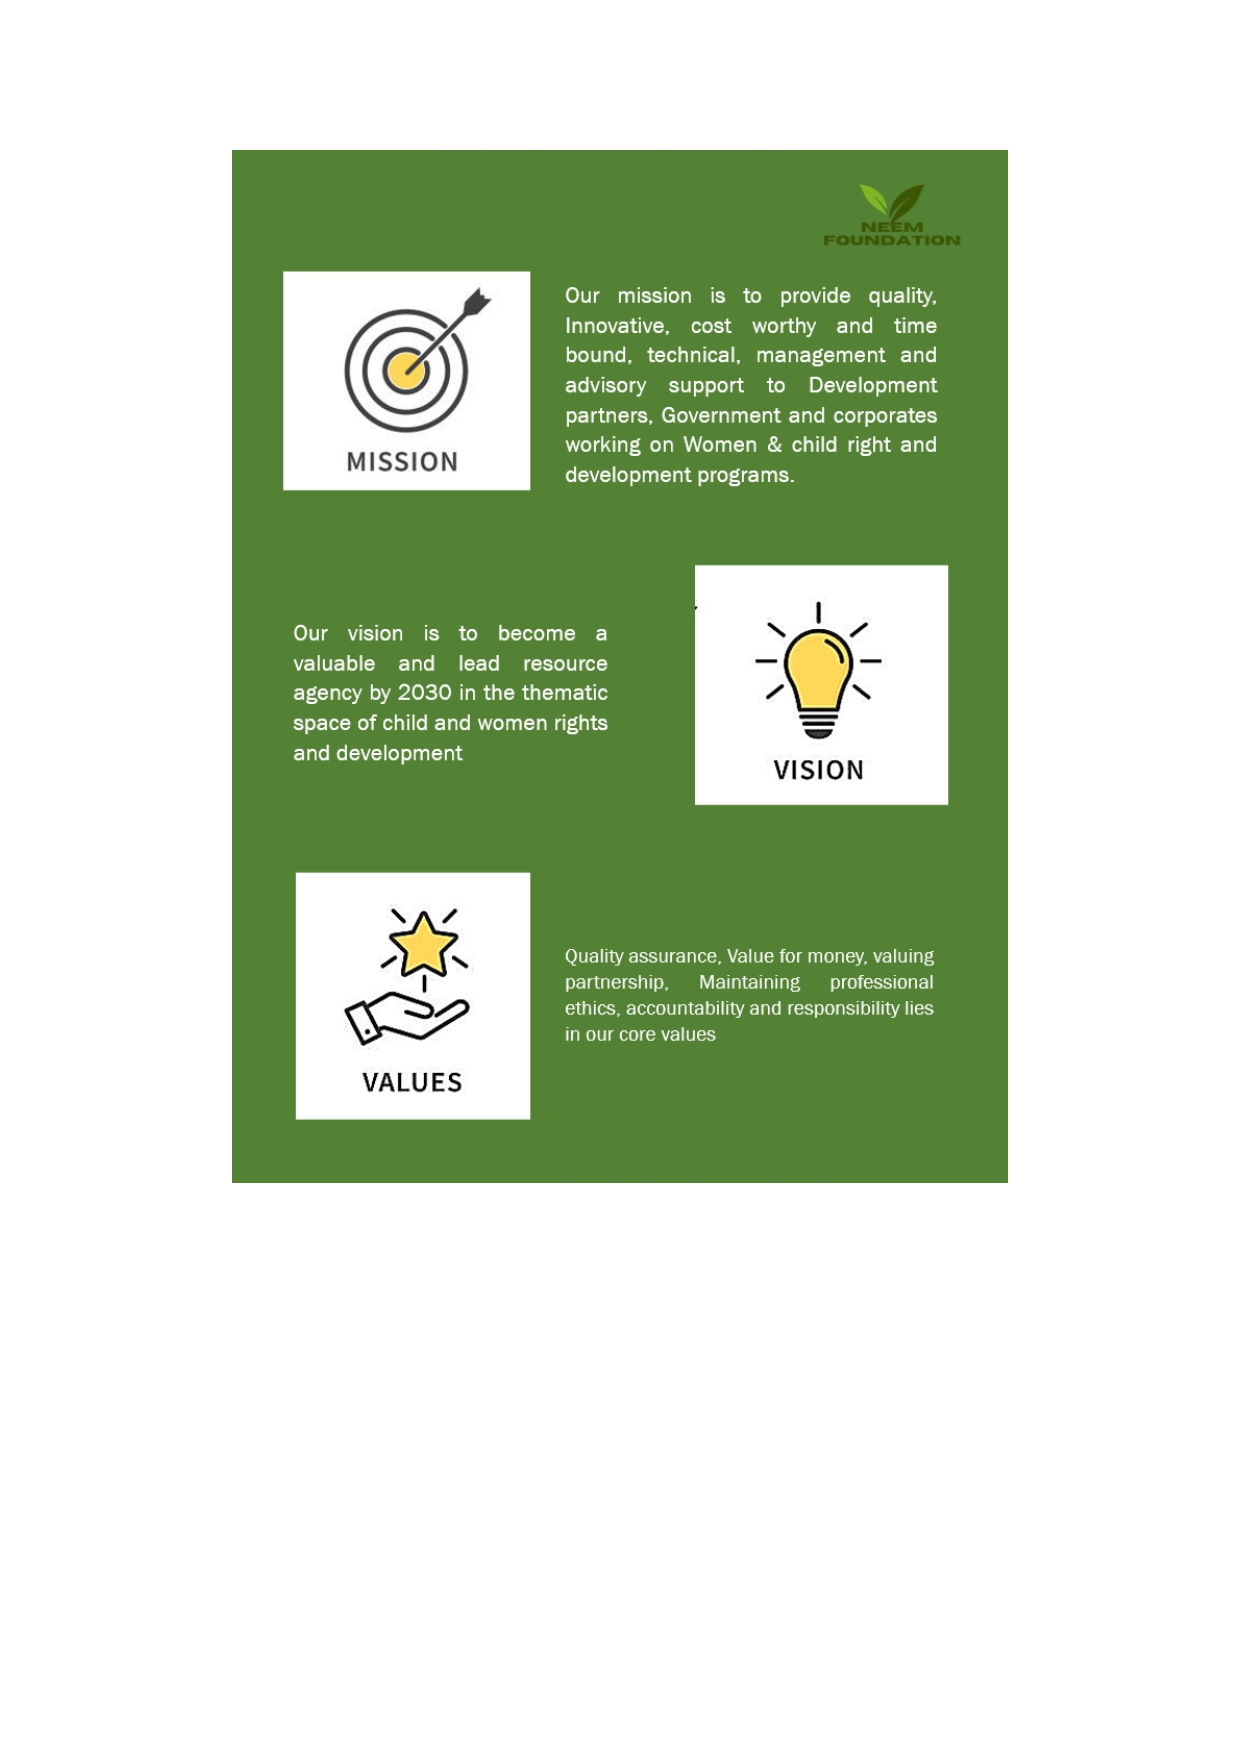 NEEM
FOUNDATION
MISSION
Our mission is to provide quality,
Innovative, cost worthy and time
bound, technical, management and
advisory support to Development
partners, Government and corporates
working on Women & child right and
development programs.
Our vision is to become a
valuable and lead resource
agency by 2030 in the thematic
space of child and women rights
and development
VISION
VALUES
Quality assurance, Value for money, valuing
partnership, Maintaining professional
ethics, accountability and responsibility lies
in our core values